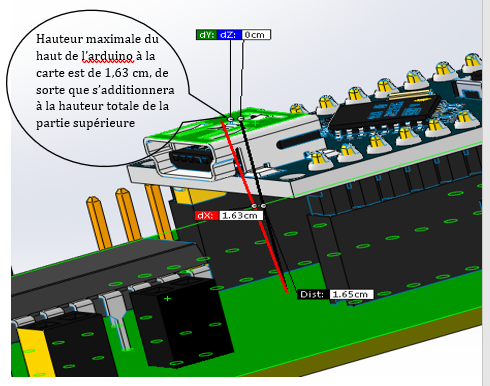 dY: dZ: 0cm
Hauteur maximale du
haut de l'arduino à la
carte est de 1,63 cm, de
sorte que s'additionnera
à la hauteur totale de la
partie supérieure
dX: 1.63cm
Dist: 1.65cm